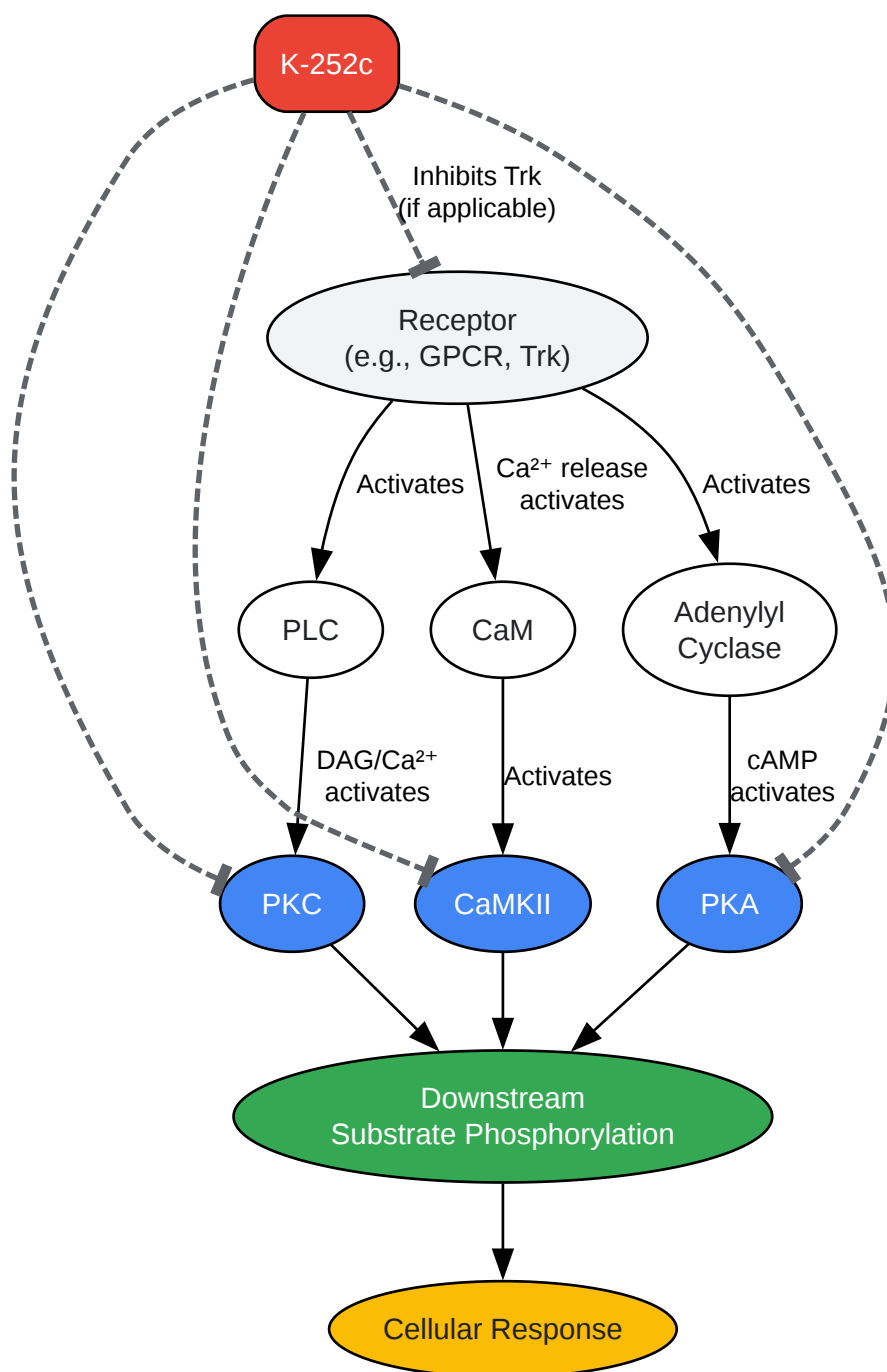 K-252c
Inhibits Trk
(if applicable)
Receptor
(e.g., GPCR, Trk)
Activates
Ca²⁺ release
activates
Activates
PLC
CaM
Adenylyl
Cyclase
DAG/Ca²⁺
activates
Activates
cAMP
activates
PKC
CaMKII
PKA
Downstream
Substrate Phosphorylation
Cellular Response